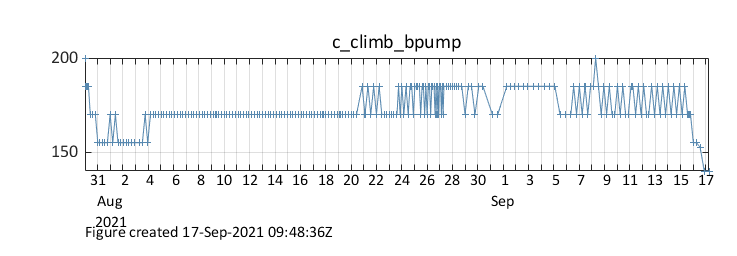 c_climb_bpump
200
150
31 2 4 6 8 10 12 14 16 18 20 22 24 26 28 30 1 3 5 7 9 11 13 15 17
Aug Sep
2021
Figure created 17-Sep-2021 09:48:36Z